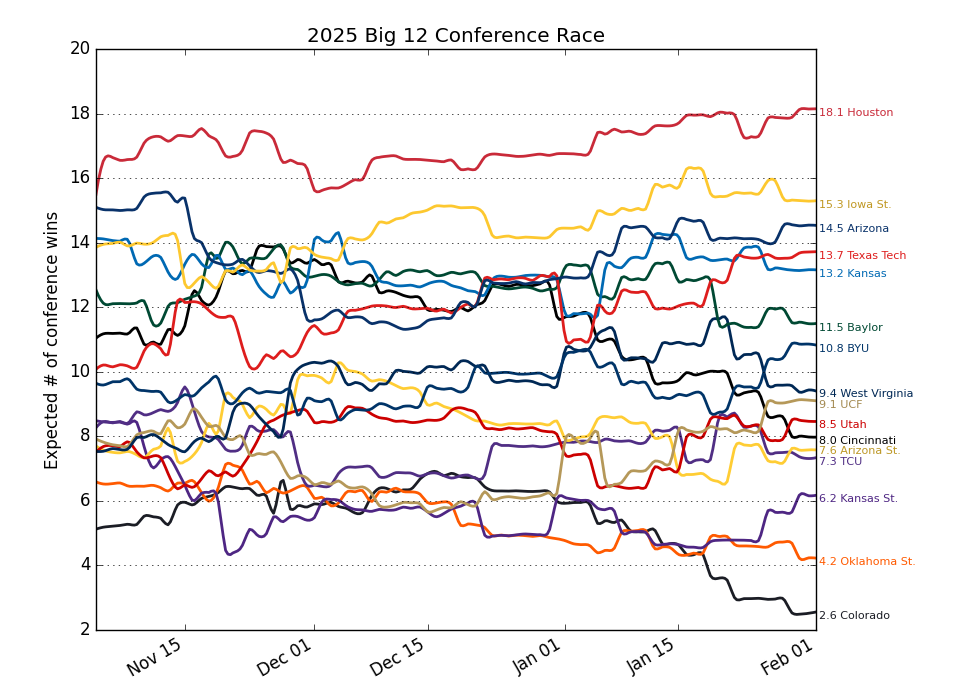 2025 Big 12 Conference Race
Expected # of conference wins
20
18
16
14
12
10
8
6
4
2
18.1 Houston
15.3 Iowa St.
14.5 Arizona
13.7 Texas Tech
13.2 Kansas
11.5 Baylor
10.8 BYU
9.4 West Virginia
9.1 UCF
8.5 Utah
8.0 Cincinnati
7.6 Arizona St.
7.3 TCU
6.2 Kansas St.
4.2 Oklahoma St.
2.6 Colorado
Nov 15
Dec 01
Dec 15
Jan 01
Jan 15
Feb 01